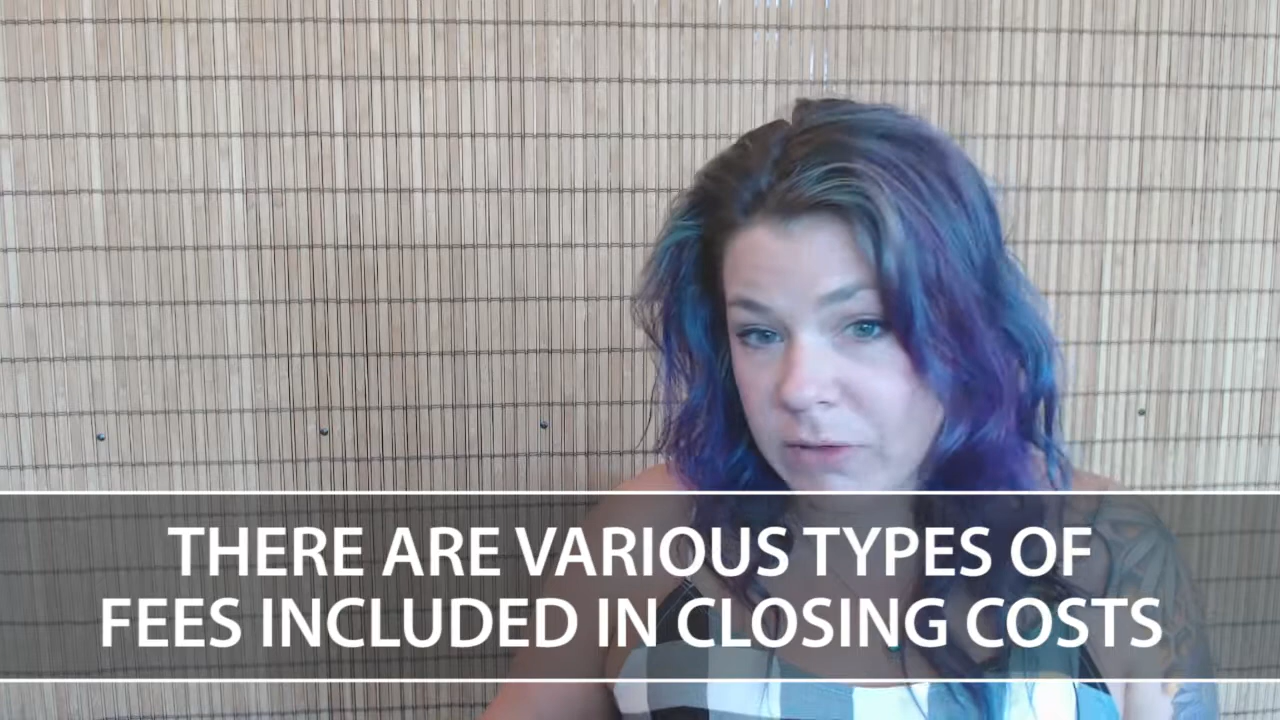 THERE ARE VARIOUS TYPES OF
FEES INCLUDED IN CLOSING COSTS